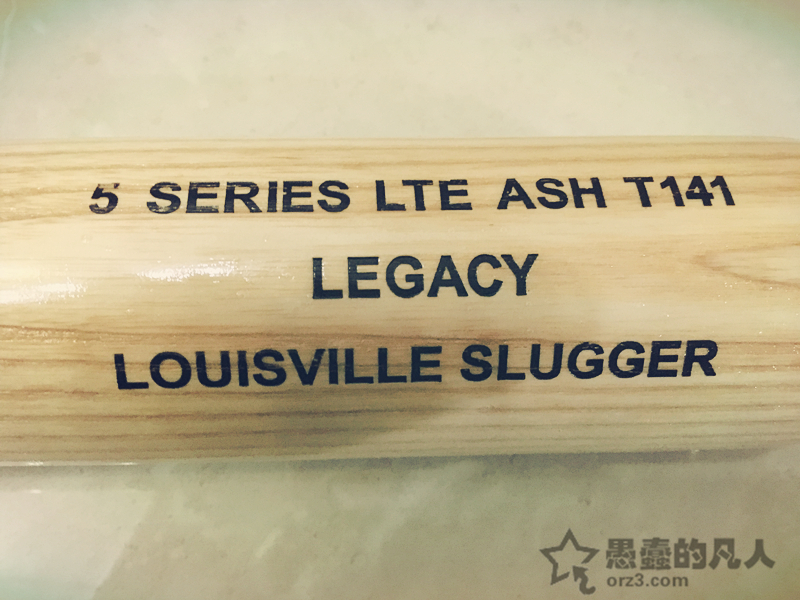 5 SERIES LTE ASH T141
LEGACY
LOUISVILLE SLUGGER
愚蠢的凡人
orz3.com